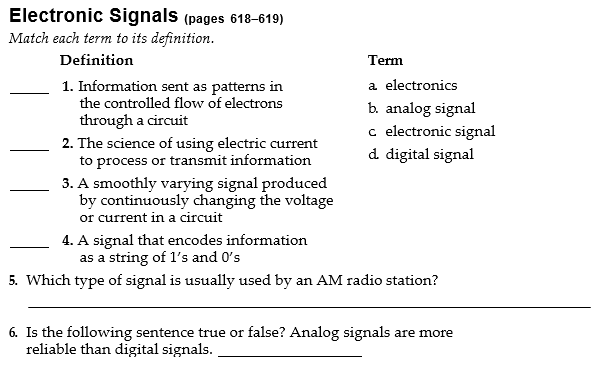 Electronic Signals (pages 618–619)
Match each term to its definition.
Definition Term
_____ 1. Information sent as patterns in
the controlled flow of electrons
through a circuit
_____ 2. The science of using electric current
to process or transmit information
_____ 3. A smoothly varying signal produced
by continuously changing the voltage
or current in a circuit
_____ 4. A signal that encodes information
as a string of 1’s and 0’s
a. electronics
b. analog signal
c. electronic signal
d. digital signal
5. Which type of signal is usually used by an AM radio station?
6. Is the following sentence true or false? Analog signals are more
reliable than digital signals. _______________